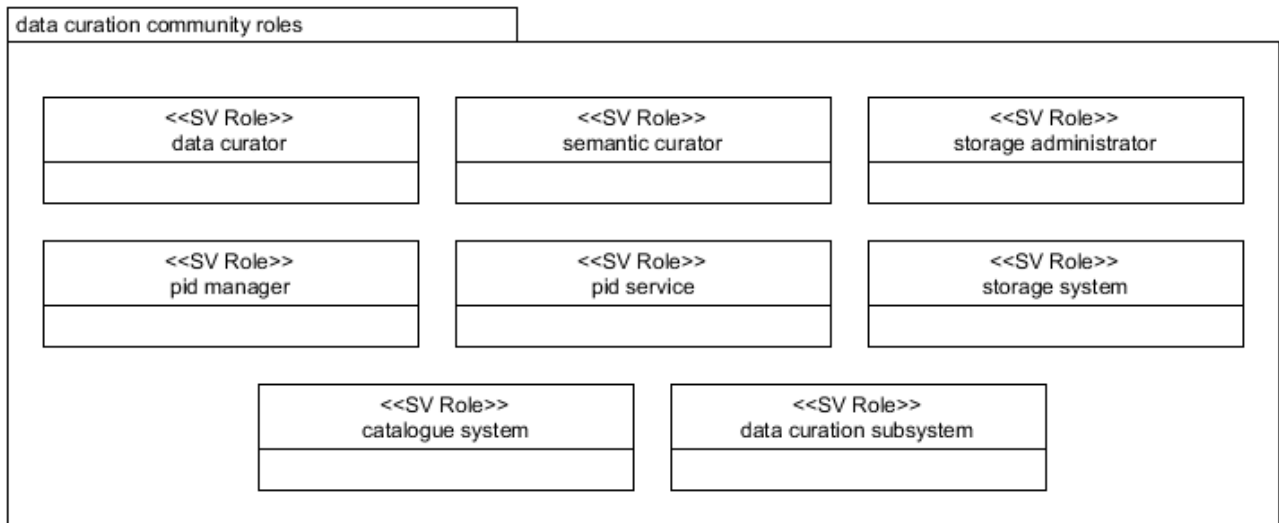 data curation community roles
<<SV Role>>
data curator
<<SV Role>>
semantic curator
<<SV Role>>
storage administrator
<<SV Role>>
pid manager
<<SV Role>>
pid service
<<SV Role>>
storage system
<<SV Role>>
catalogue system
<<SV Role>>
data curation subsystem